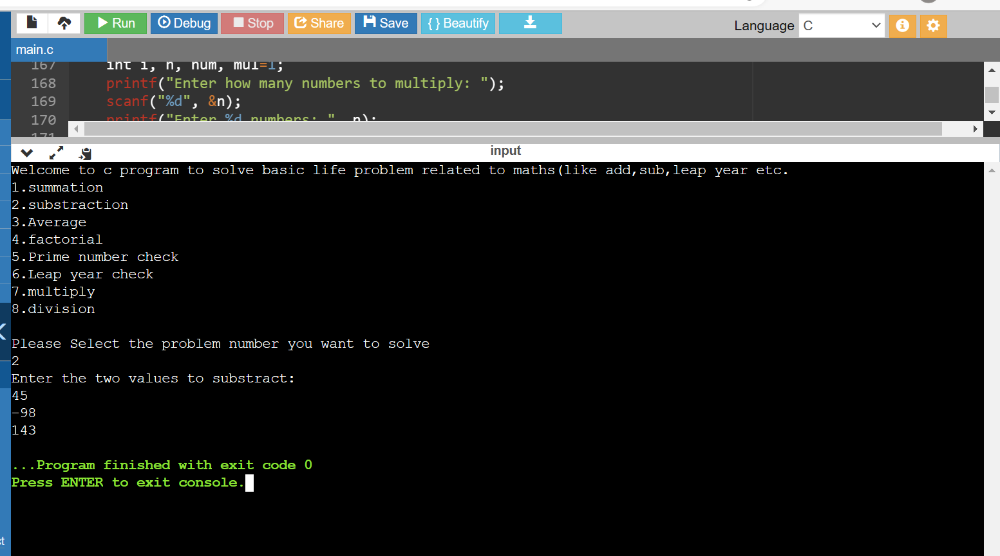 Run Debug Stop Share Save { } Beautify Language C
main.c
167 int i, n, num, mul=1;
168 printf("Enter how many numbers to multiply: ");
169 scanf("%d", &n);
170 printf("Enter %d numbers: ", n);
171
input
Welcome to c program to solve basic life problem related to maths(like add,sub,leap year etc.
1.summation
2.substraction
3.Average
4.factorial
5.Prime number check
6.Leap year check
7.multiply
8.division
Please Select the problem number you want to solve
2
Enter the two values to substract:
45
-98
143
...Program finished with exit code 0
Press ENTER to exit console.